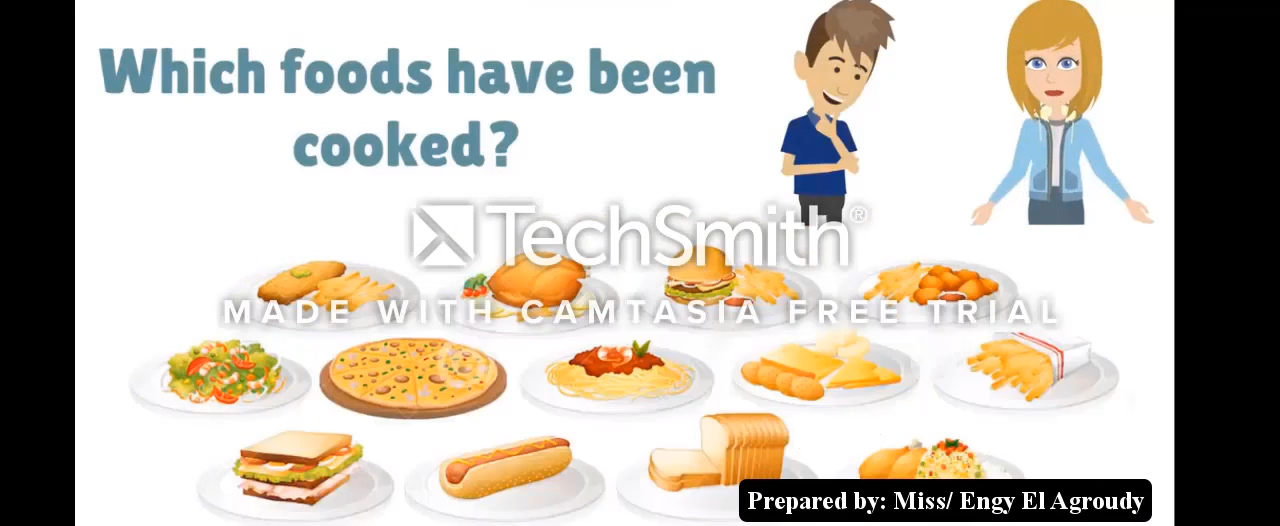 Which foods have been
cooked?
TechSmith®
MADE WITH CAMTASIA FREE TRIAL
Prepared by: Miss/ Engy El Agroudy